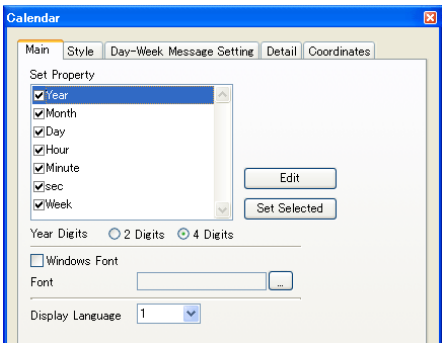 Calendar
Main Style Day-Week Message Setting Detail Coordinates
Set Property
Year
Month
Day
Hour
Minute
sec
Week
Edit
Set Selected
Year Digits 2 Digits 4 Digits
Windows Font
Font ...
Display Language 1